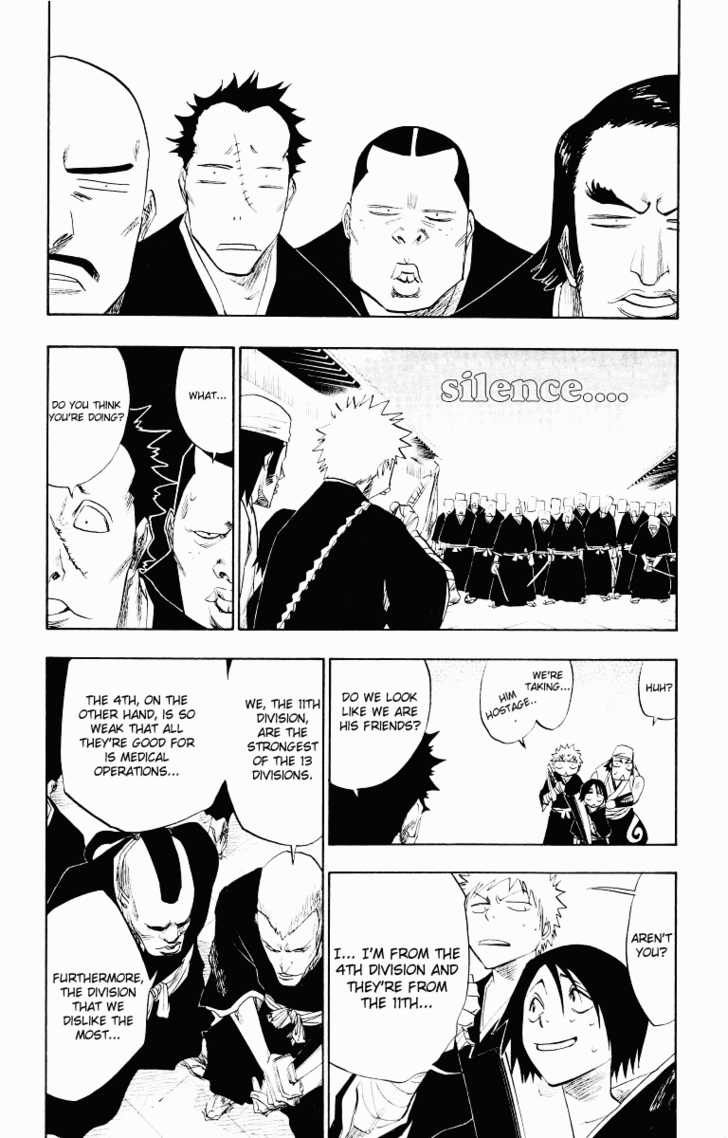 silence....
WHAT...
DO YOU THINK
YOU'RE DOING?
HUH?
WE'RE
TAKING...
HIM
HOSTAGE..
DO WE LOOK
LIKE WE ARE
HIS FRIENDS?
AREN'T
YOU?
I... I'M FROM THE
4TH DIVISION AND
THEY'RE FROM
THE 11TH...
WE, THE 11TH
DIVISION,
ARE THE
STRONGEST
OF THE 13
DIVISIONS.
THE 4TH, ON THE
OTHER HAND, IS SO
WEAK THAT ALL
THEY'RE GOOD FOR
IS MEDICAL
OPERATIONS...
FURTHERMORE,
THE DIVISION
THAT WE
DISLIKE THE
MOST...